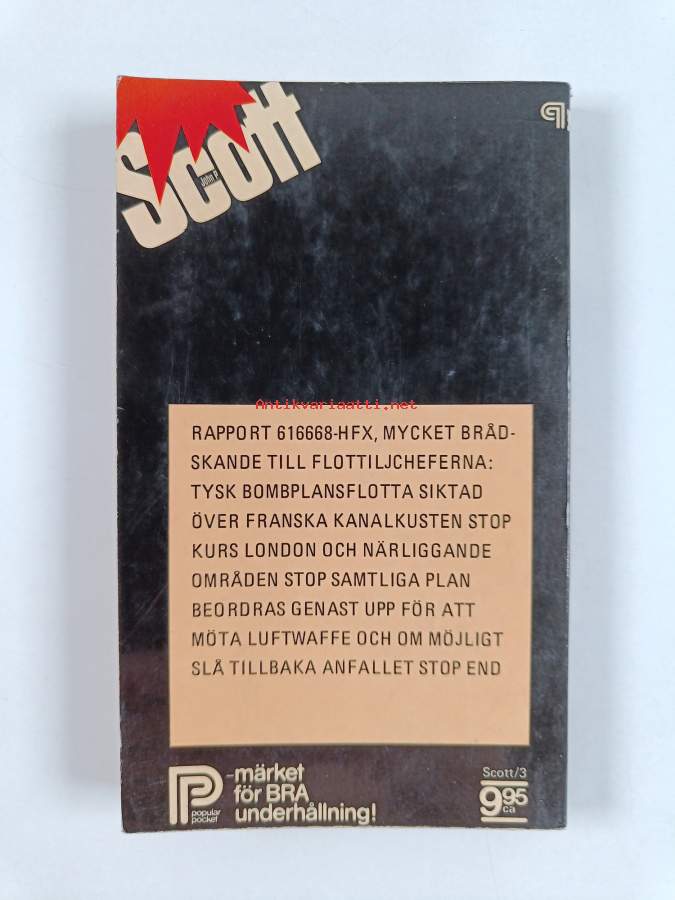 Scott
John P.
Antikvariaatti.net
RAPPORT 616668-HFX, MYCKET BRÅD-
SKANDE TILL FLOTTILJCHEFERNA:
TYSK BOMBPLANSFLOTTA SIKTAD
ÖVER FRANSKA KANALKUSTEN STOP
KURS LONDON OCH NÄRLIGGANDE
OMRÅDEN STOP SAMTLIGA PLAN
BEORDRAS GENAST UPP FÖR ATT
MÖTA LUFTWAFFE OCH OM MÖJLIGT
SLÅ TILLBAKA ANFALLET STOP END
P
popular
pocket
-märket
för BRA
underhållning!
Antikvariaatti.net
Scott/3
9.95
ca